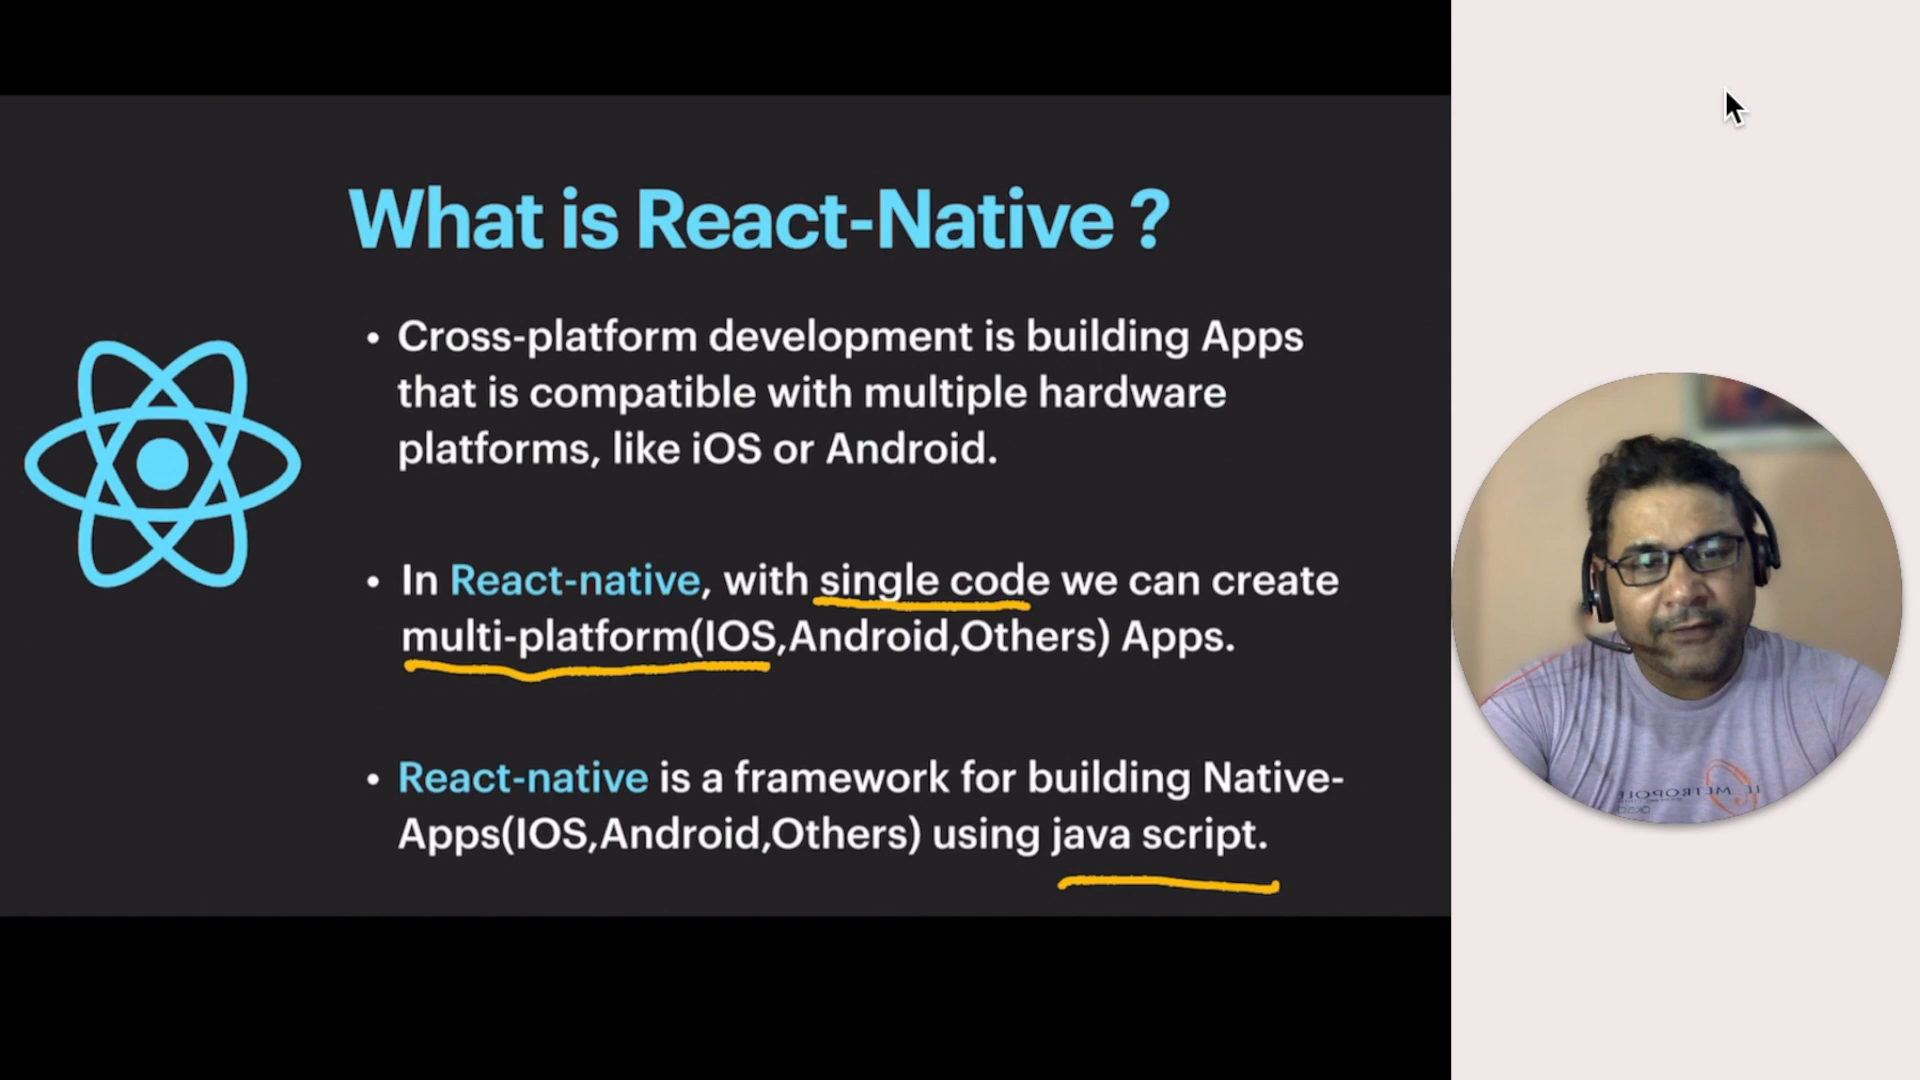 What is React-Native ?
• Cross-platform development is building Apps
that is compatible with multiple hardware
platforms, like iOS or Android.
• In React-native, with single code we can create
multi-platform(IOS,Android,Others) Apps.
• React-native is a framework for building Native-
Apps(IOS,Android,Others) using java script.